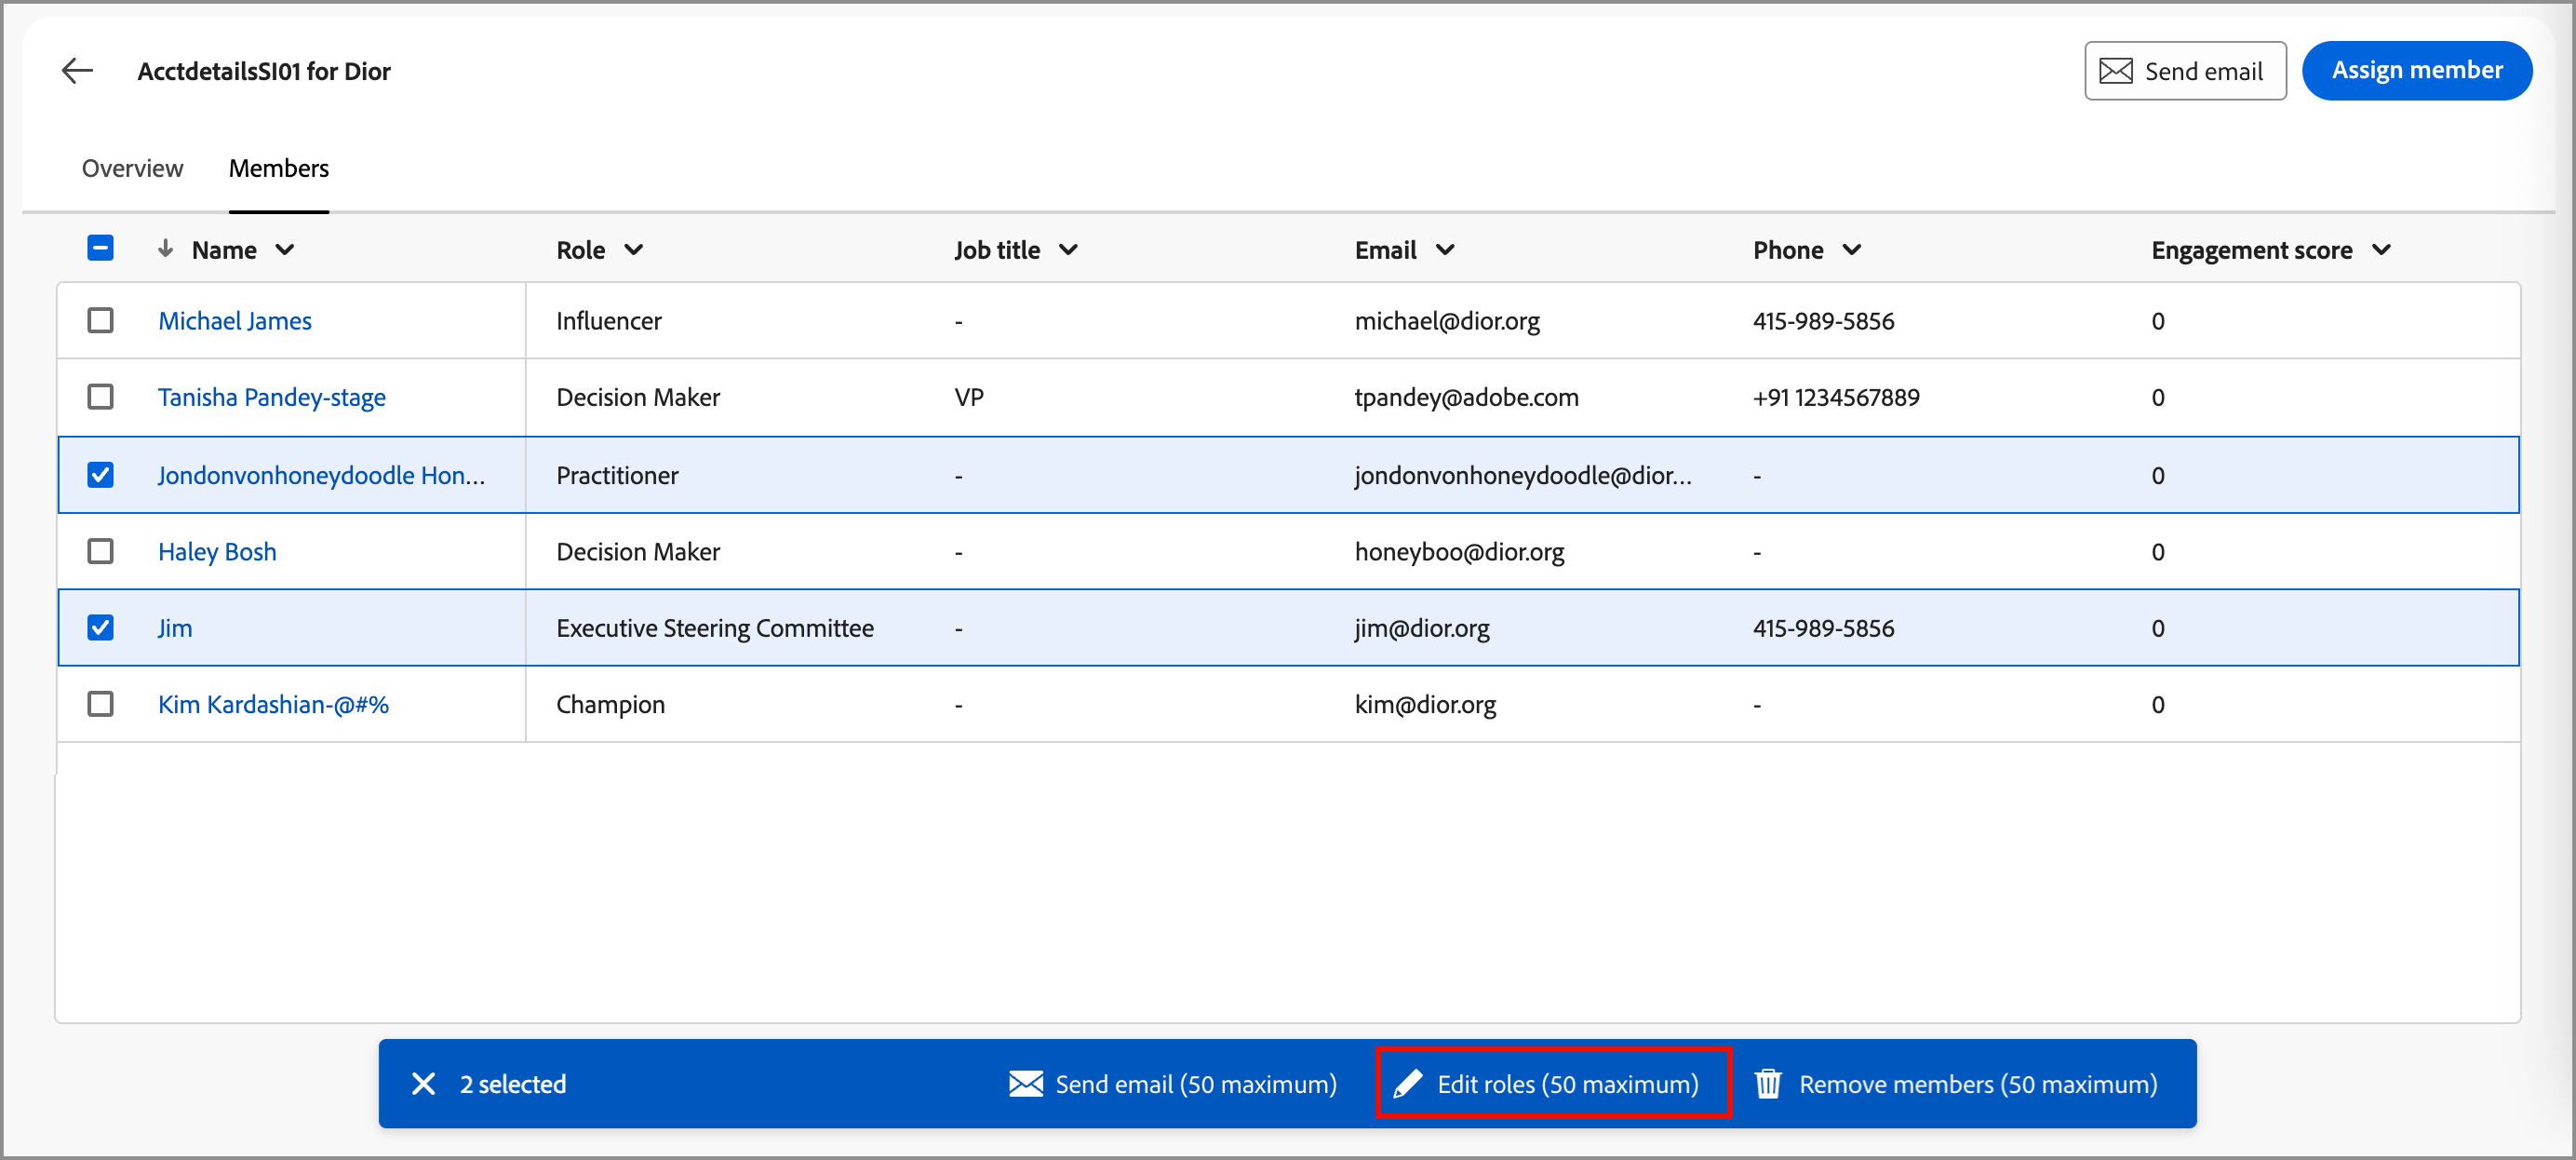 AcctdetailsSI01 for Dior Send email Assign member
Overview Members
Name Role Job title Email Phone Engagement score
Michael James Influencer - michael@dior.org 415-989-5856 0
Tanisha Pandey-stage Decision Maker VP tpandey@adobe.com +91 1234567889 0
Jondonvonhoneydoodle Hon... Practitioner - jondonvonhoneydoodle@dior... - 0
Haley Bosh Decision Maker - honeyboo@dior.org - 0
Jim Executive Steering Committee - jim@dior.org 415-989-5856 0
Kim Kardashian-@#% Champion - kim@dior.org - 0
2 selected Send email (50 maximum) Edit roles (50 maximum) Remove members (50 maximum)